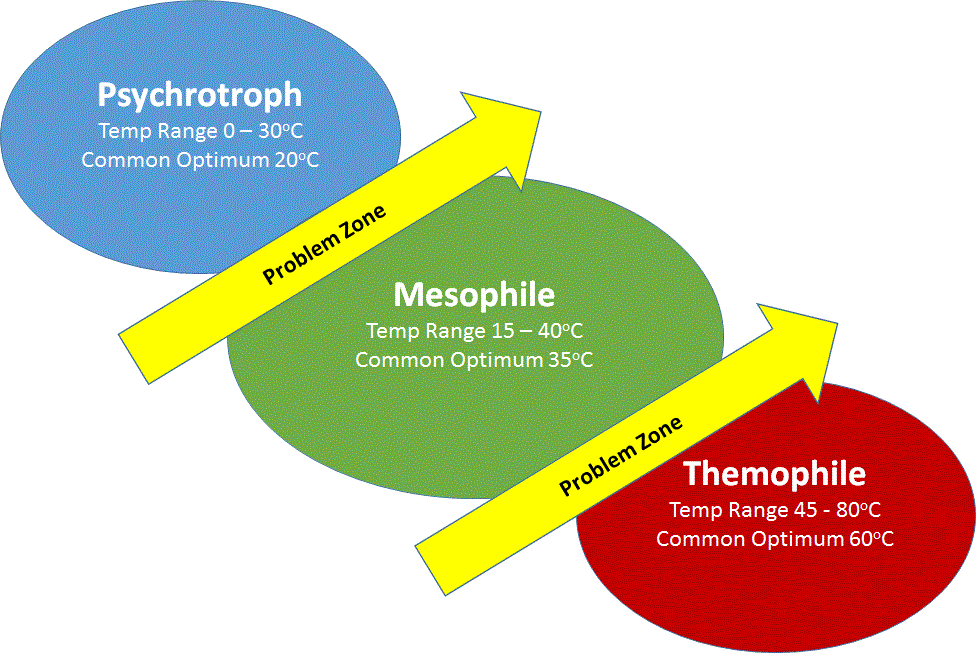 Psychrotroph
Temp Range 0 – 30ºC
Common Optimum 20ºC
Problem Zone
Mesophile
Temp Range 15 – 40ºC
Common Optimum 35ºC
Problem Zone
Themophile
Temp Range 45 - 80ºC
Common Optimum 60ºC